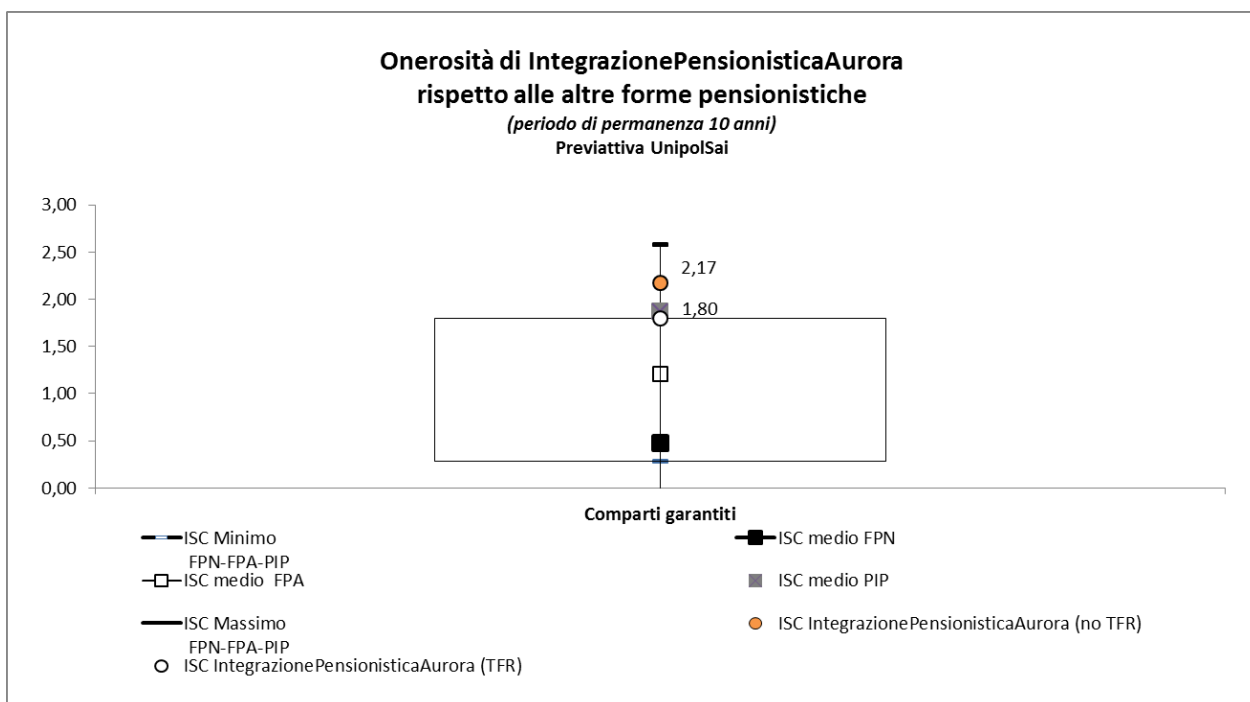 Onerosità di IntegrazionePensionisticaAurora
rispetto alle altre forme pensionistiche
(periodo di permanenza 10 anni)
Previattiva UnipolSai
3,00
2,50
2,00
1,50
1,00
0,50
0,00
2,17
1,80
Comparti garantiti
ISC Minimo
FPN-FPA-PIP
ISC medio FPN
ISC medio FPA
ISC medio PIP
ISC Massimo
FPN-FPA-PIP
ISC IntegrazionePensionisticaAurora (no TFR)
ISC IntegrazionePensionisticaAurora (TFR)